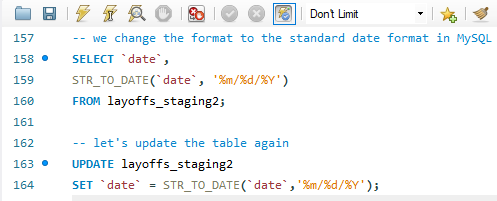 Don't Limit
157 -- we change the format to the standard date format in MySQL
158 SELECT `date`,
159 STR_TO_DATE(`date`, '%m/%d/%Y')
160 FROM layoffs_staging2;
161
162 -- let's update the table again
163 UPDATE layoffs_staging2
164 SET `date` = STR_TO_DATE(`date`,'%m/%d/%Y');